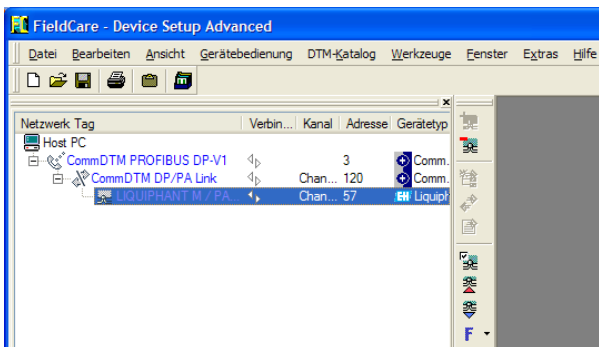 FieldCare - Device Setup Advanced
Datei Bearbeiten Ansicht Gerätebedienung DTM-Katalog Werkzeuge Fenster Extras Hilfe
Netzwerk Tag Verbin... Kanal Adresse Gerätetyp
Host PC
CommDTM PROFIBUS DP-V1 3 Comm.
CommDTM DP/PA Link Chan... 120 Comm.
LIQUIPHANT M / PA... Chan... 57 EH Liquiph
F